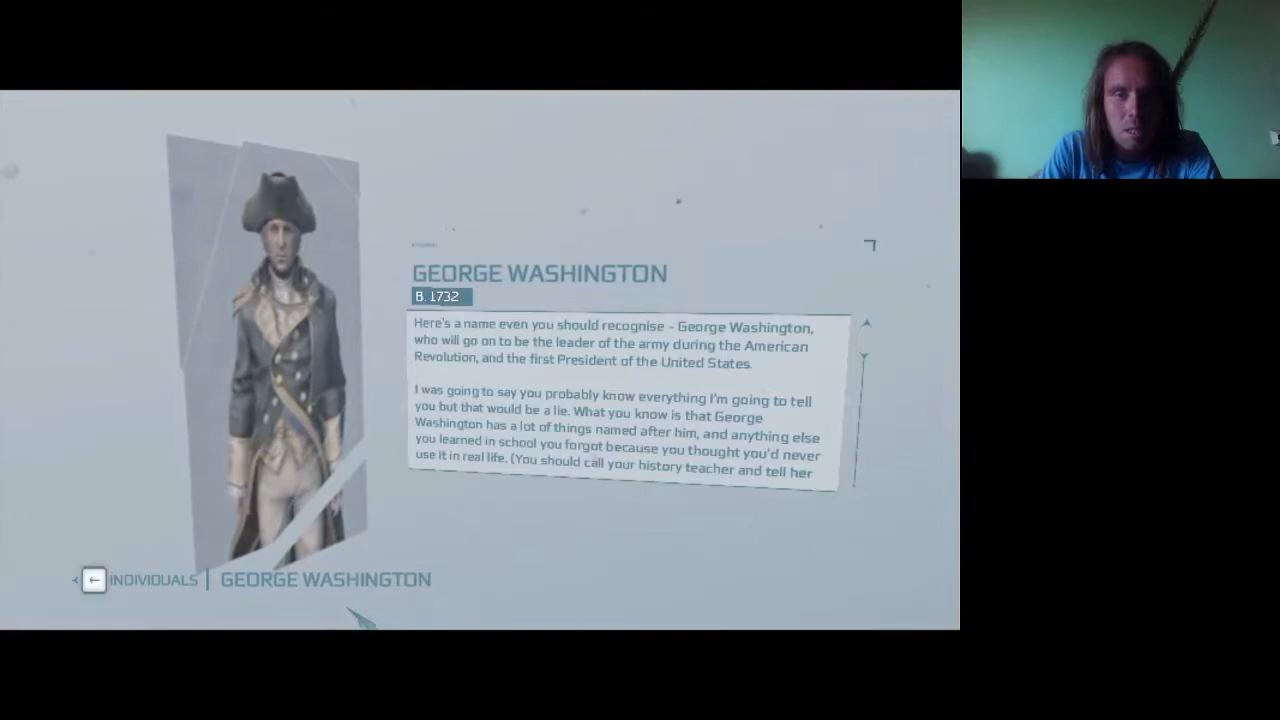 GEORGE WASHINGTON
B. 1732
Here's a name even you should recognise - George Washington,
who will go on to be the leader of the army during the American
Revolution, and the first President of the United States.
I was going to say you probably know everything I'm going to tell
you but that would be a lie. What you know is that George
Washington has a lot of things named after him, and anything else
you learned in school you forgot because you thought you'd never
use it in real life. (You should call your history teacher and tell her
INDIVIDUALS | GEORGE WASHINGTON